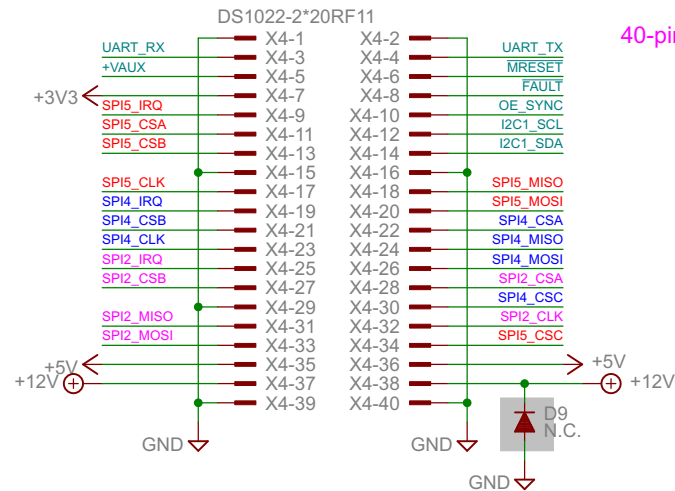 DS1022-2*20RF11
40-pi
X4-1 X4-2
UART_RX X4-3 X4-4 UART_TX
+VAUX X4-5 X4-6 MRESET
+3V3 X4-7 X4-8 FAULT
SPI5_IRQ X4-9 X4-10 OE_SYNC
SPI5_CSA X4-11 X4-12 I2C1_SCL
SPI5_CSB X4-13 X4-14 I2C1_SDA
X4-15 X4-16
SPI5_CLK X4-17 X4-18 SPI5_MISO
SPI4_IRQ X4-19 X4-20 SPI5_MOSI
SPI4_CSB X4-21 X4-22 SPI4_CSA
SPI4_CLK X4-23 X4-24 SPI4_MISO
SPI2_IRQ X4-25 X4-26 SPI4_MOSI
SPI2_CSB X4-27 X4-28 SPI2_CSA
X4-29 X4-30 SPI4_CSC
SPI2_MISO X4-31 X4-32 SPI2_CLK
SPI2_MOSI X4-33 X4-34 SPI5_CSC
+5V X4-35 X4-36 +5V
+12V X4-37 X4-38 +12V
X4-39 X4-40
D9
N.C.
GND GND
GND